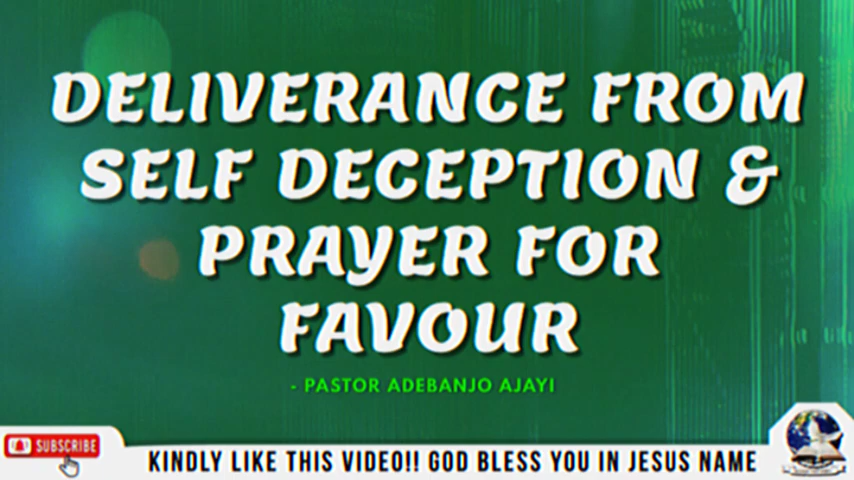 DELIVERANCE FROM
SELF DECEPTION &
PRAYER FOR
FAVOUR
- PASTOR ADEBANJO AJAYI
SUBSCRIBE
KINDLY LIKE THIS VIDEO!! GOD BLESS YOU IN JESUS NAME